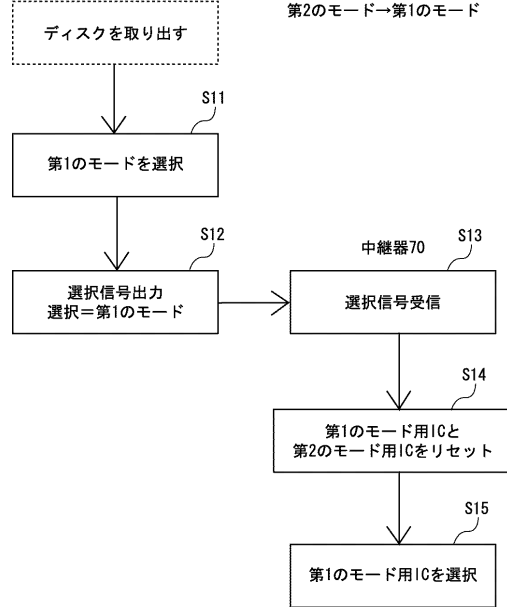 第2のモード→第1のモード
ディスクを取り出す
S11
第1のモードを選択
S12
選択信号出力
選択＝第1のモード
中継器70
S13
選択信号受信
S14
第1のモード用ICと
第2のモード用ICをリセット
S15
第1のモード用ICを選択